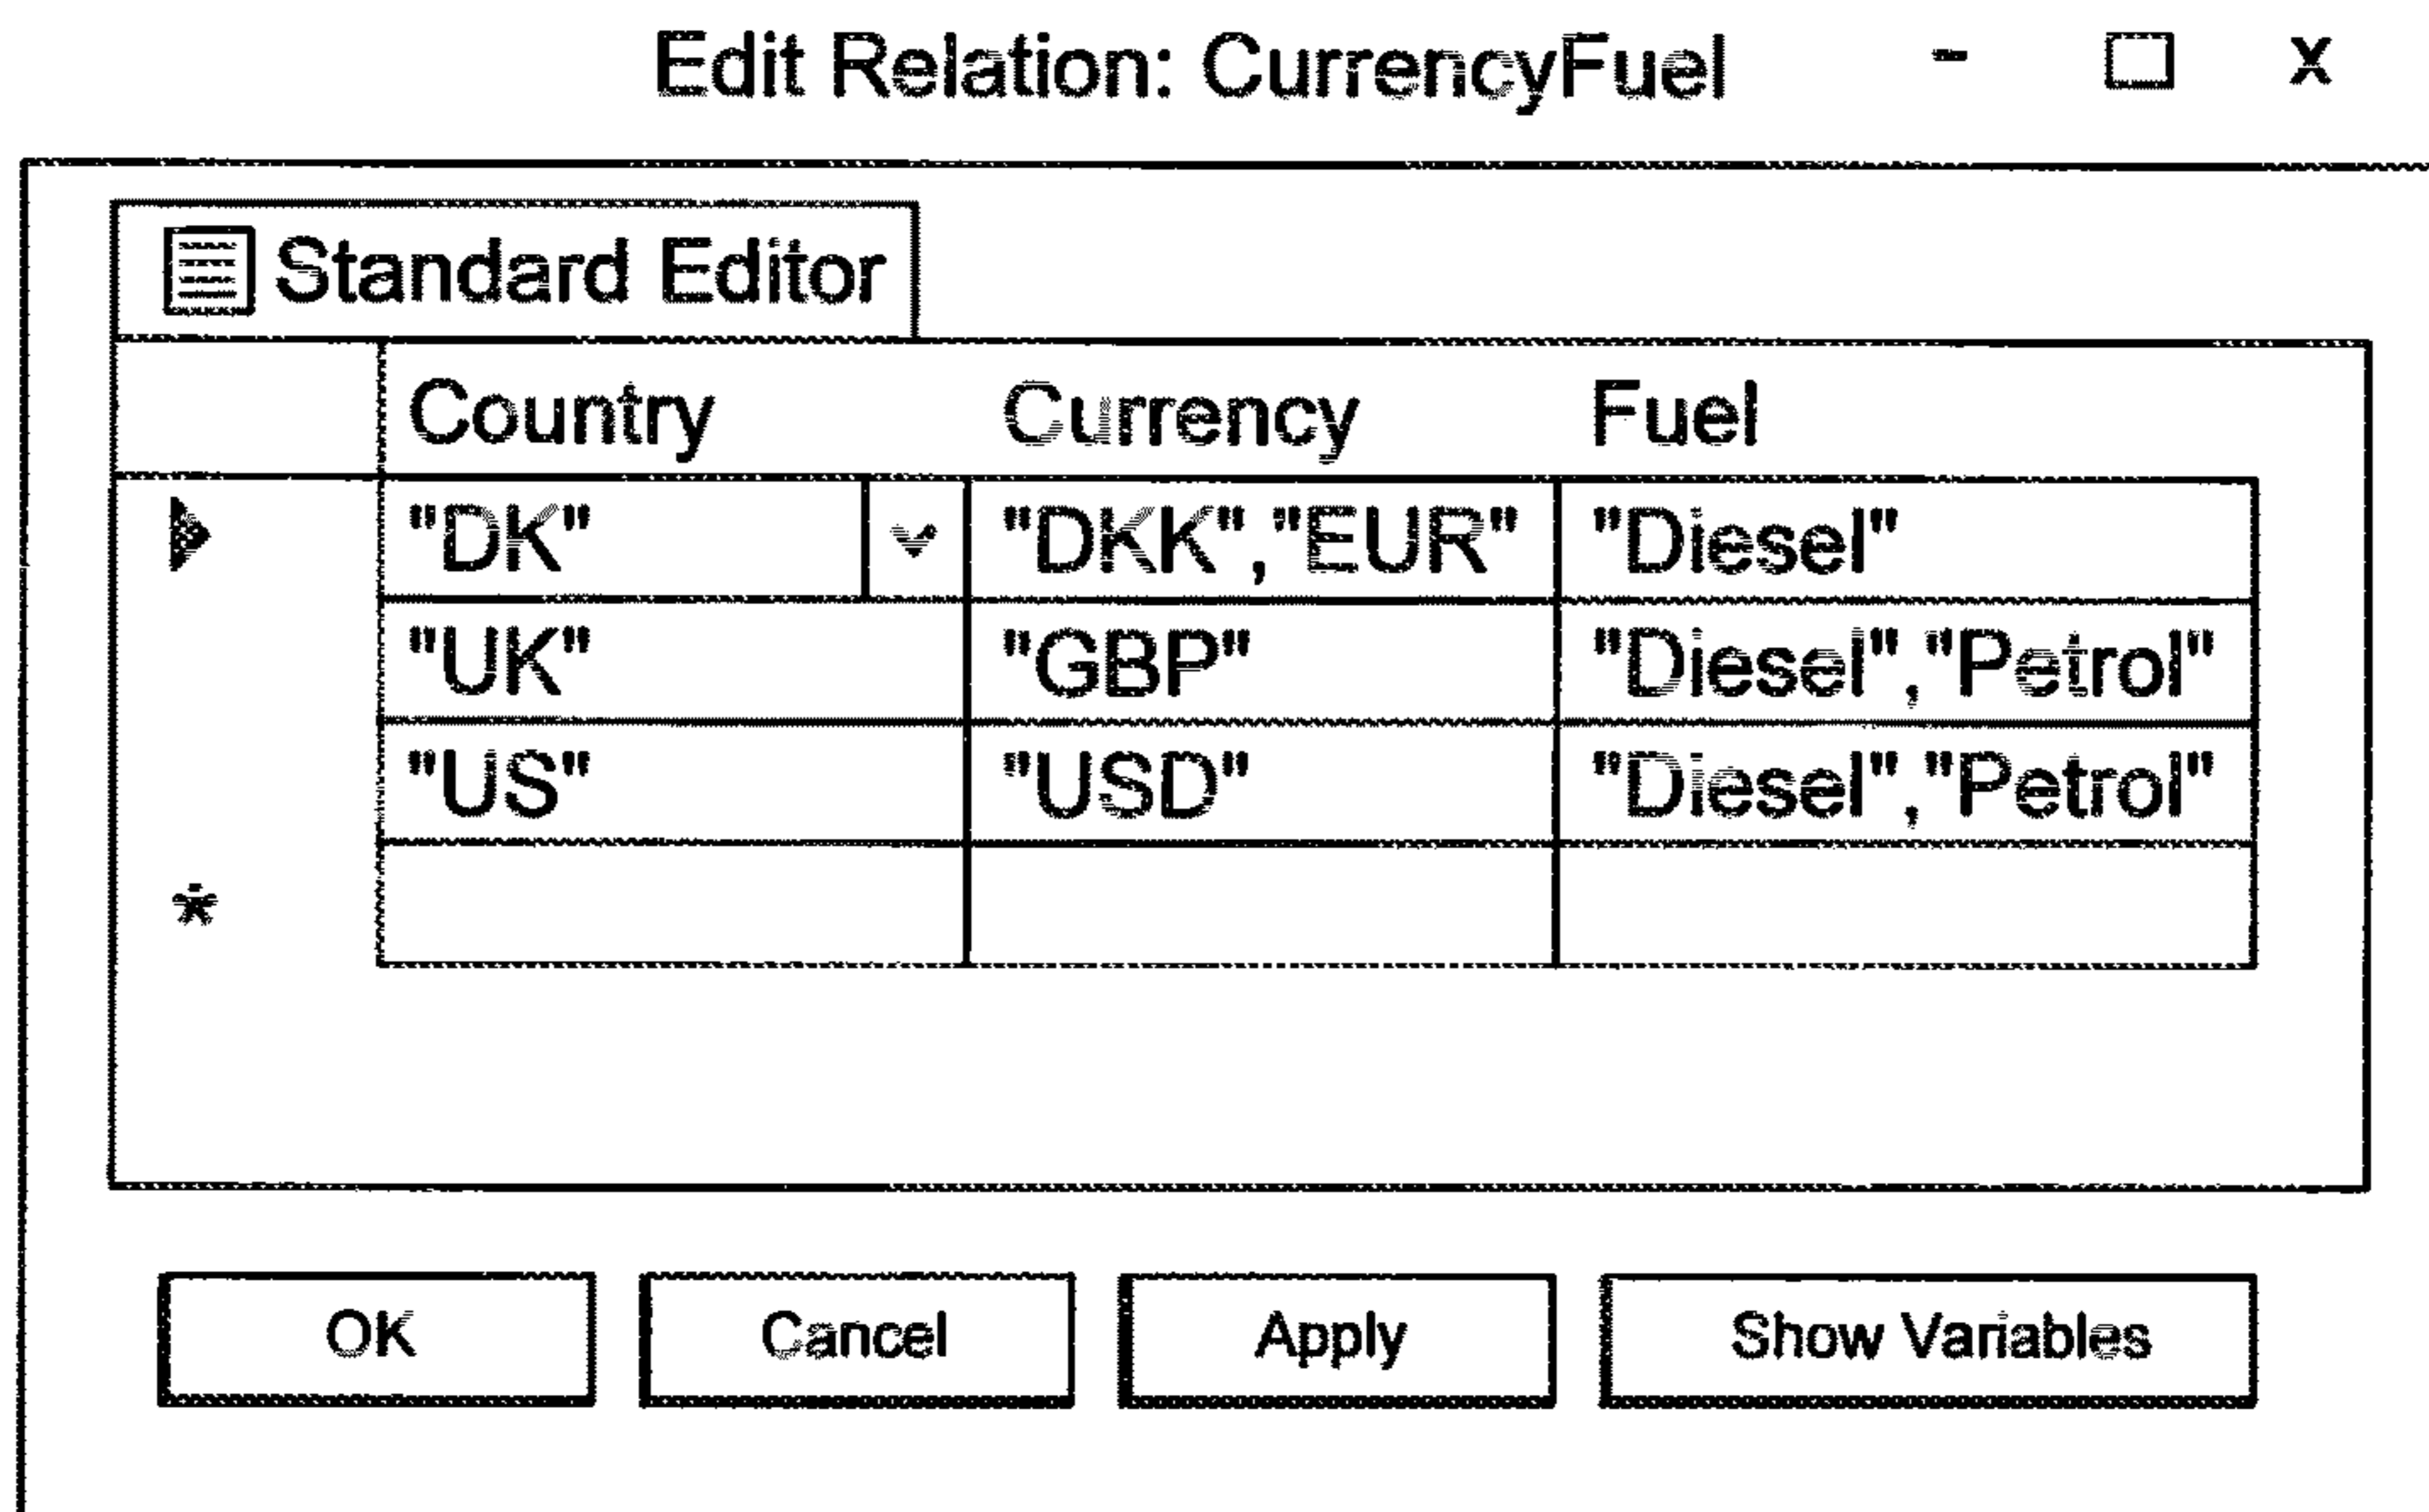 Edit Relation: CurrencyFuel - □ x
Standard Editor
Country Currency Fuel
"DK" "DKK","EUR" "Diesel"
"UK" "GBP" "Diesel","Petrol"
"US" "USD" "Diesel","Petrol"
*
OK Cancel Apply Show Variables